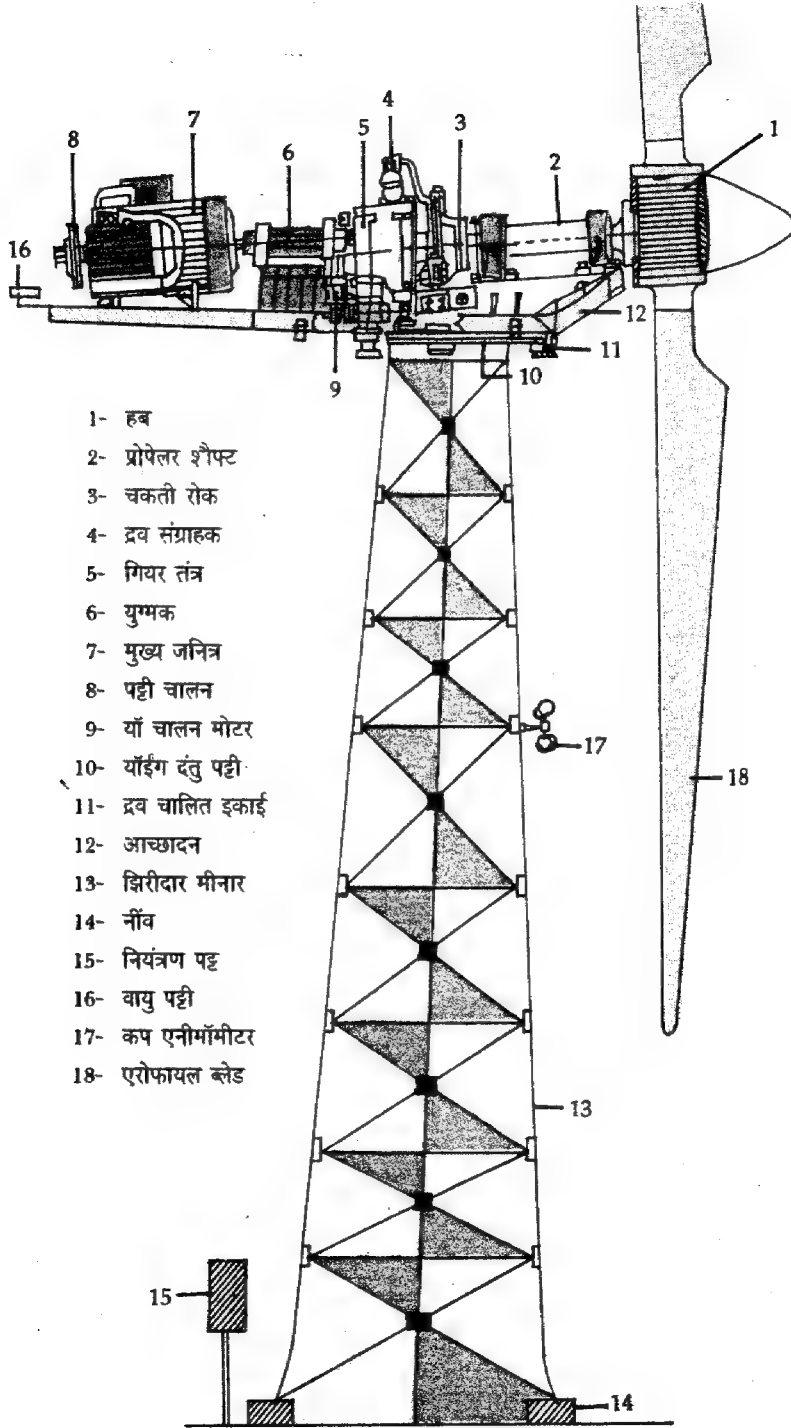 4
8
7
6
5
3
2
1
16
12
11
9
10
1- हब
2- प्रोपेलर शैफ्ट
3- चकती रोक
4- द्रव संग्राहक
5- गियर तंत्र
6- युग्मक
7- मुख्य जनित्र
8- पट्टी चालन
9- यॉ चालन मोटर
10- यॉईंग दंतु पट्टी
11- द्रव चालित इकाई
12- आच्छादन
13- झिरीदार मीनार
14- नींव
15- नियंत्रण पट्ट
16- वायु पट्टी
17- कप एनीमॉमीटर
18- एरोफायल ब्लेड
17
18
13
15
14